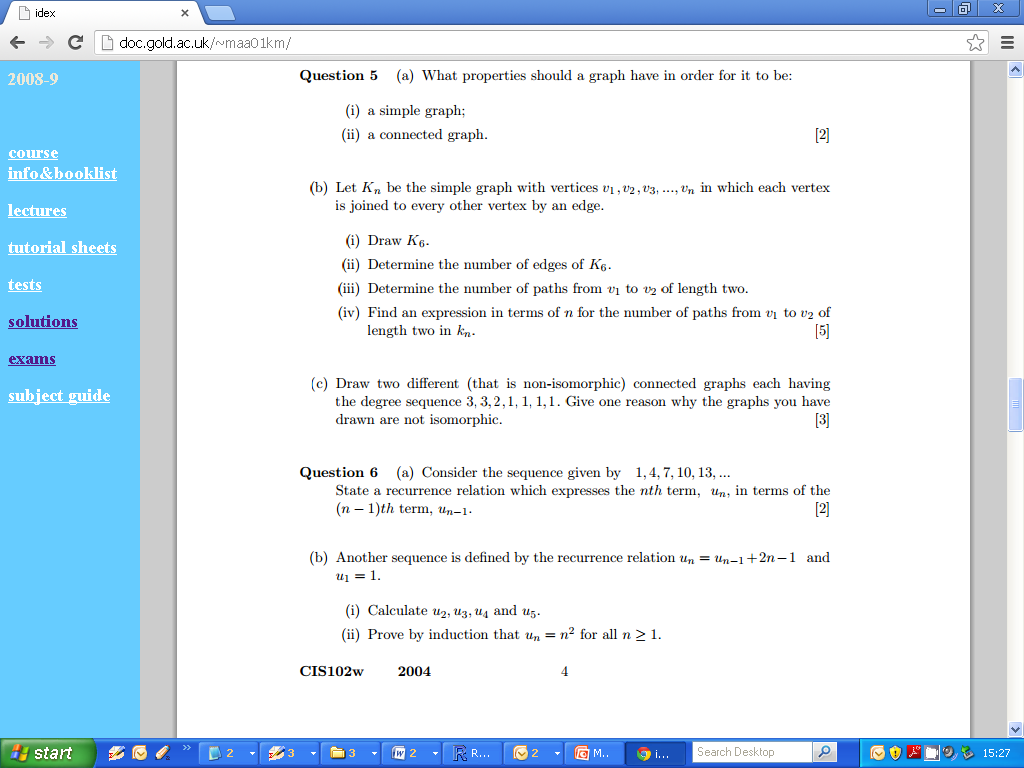 idex
doc.gold.ac.uk/~maa01km/
2008-9
course
info&booklist
lectures
tutorial sheets
tests
solutions
exams
subject guide
Question 5 (a) What properties should a graph have in order for it to be:
(i) a simple graph;
(ii) a connected graph. [2]
(b) Let Kₙ be the simple graph with vertices v₁, v₂, v₃, ..., vₙ in which each vertex
is joined to every other vertex by an edge.
(i) Draw K₆.
(ii) Determine the number of edges of K₆.
(iii) Determine the number of paths from v₁ to v₂ of length two.
(iv) Find an expression in terms of n for the number of paths from v₁ to v₂ of
length two in kₙ. [5]
(c) Draw two different (that is non-isomorphic) connected graphs each having
the degree sequence 3, 3, 2, 1, 1, 1, 1. Give one reason why the graphs you have
drawn are not isomorphic. [3]
Question 6 (a) Consider the sequence given by 1, 4, 7, 10, 13, ...
State a recurrence relation which expresses the nth term, uₙ, in terms of the
(n − 1)th term, uₙ₋₁. [2]
(b) Another sequence is defined by the recurrence relation uₙ = uₙ₋₁ + 2n − 1 and
u₁ = 1.
(i) Calculate u₂, u₃, u₄ and u₅.
(ii) Prove by induction that uₙ = n² for all n ≥ 1.
CIS102w 2004 4
start 2 3 3 2 R... 2 M.. i... Search Desktop 15:27